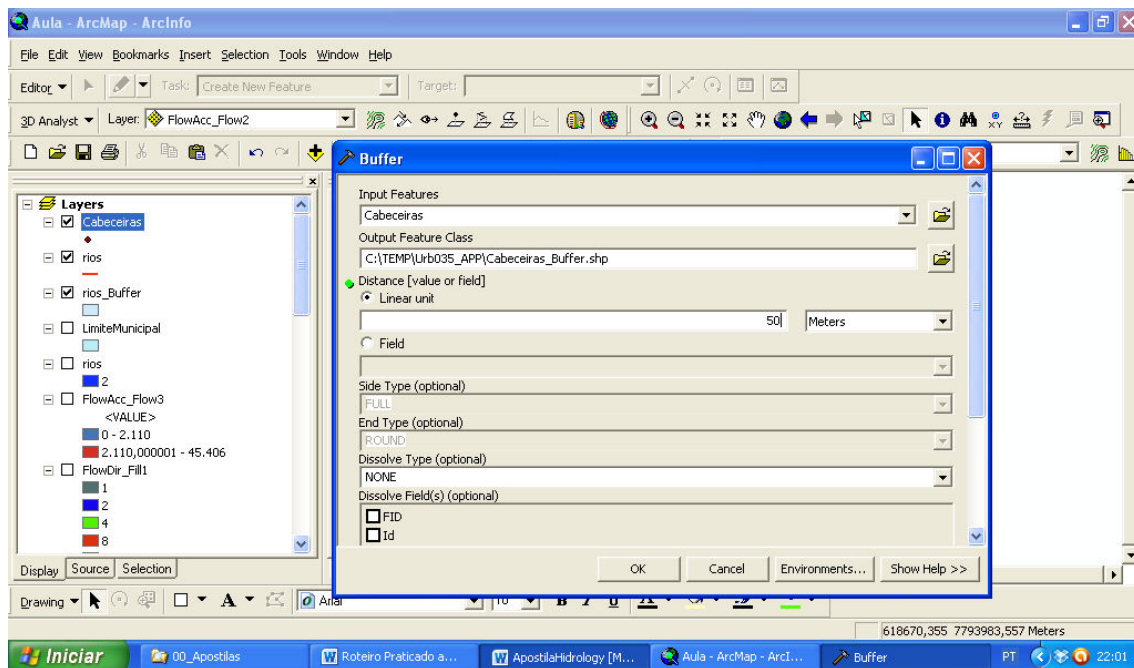 Aula - ArcMap - ArcInfo
File Edit View Bookmarks Insert Selection Tools Window Help
Editor Task: Create New Feature Target:
3D Analyst Layer: FlowAcc_Flow2
Buffer
Input Features
Cabeceiras
Output Feature Class
C:\TEMP\Urb035_APP\Cabeceiras_Buffer.shp
Distance [value or field]
Linear unit
50 Meters
Field
Side Type (optional)
FULL
End Type (optional)
ROUND
Dissolve Type (optional)
NONE
Dissolve Field(s) (optional)
FID
Id
OK Cancel Environments... Show Help >>
Layers
Cabeceiras
rios
rios_Buffer
LimiteMunicipal
rios
2
FlowAcc_Flow3
<VALUE>
0 - 2.110
2.110,000001 - 45.406
FlowDir_Fill1
1
2
4
8
Display Source Selection
Drawing A Arial 10 B I U A
618670,355 7793983,557 Meters
Iniciar 00_Apostilas Roteiro Praticado a... ApostilaHidrology [M... Aula - ArcMap - ArcI... Buffer PT 22:01